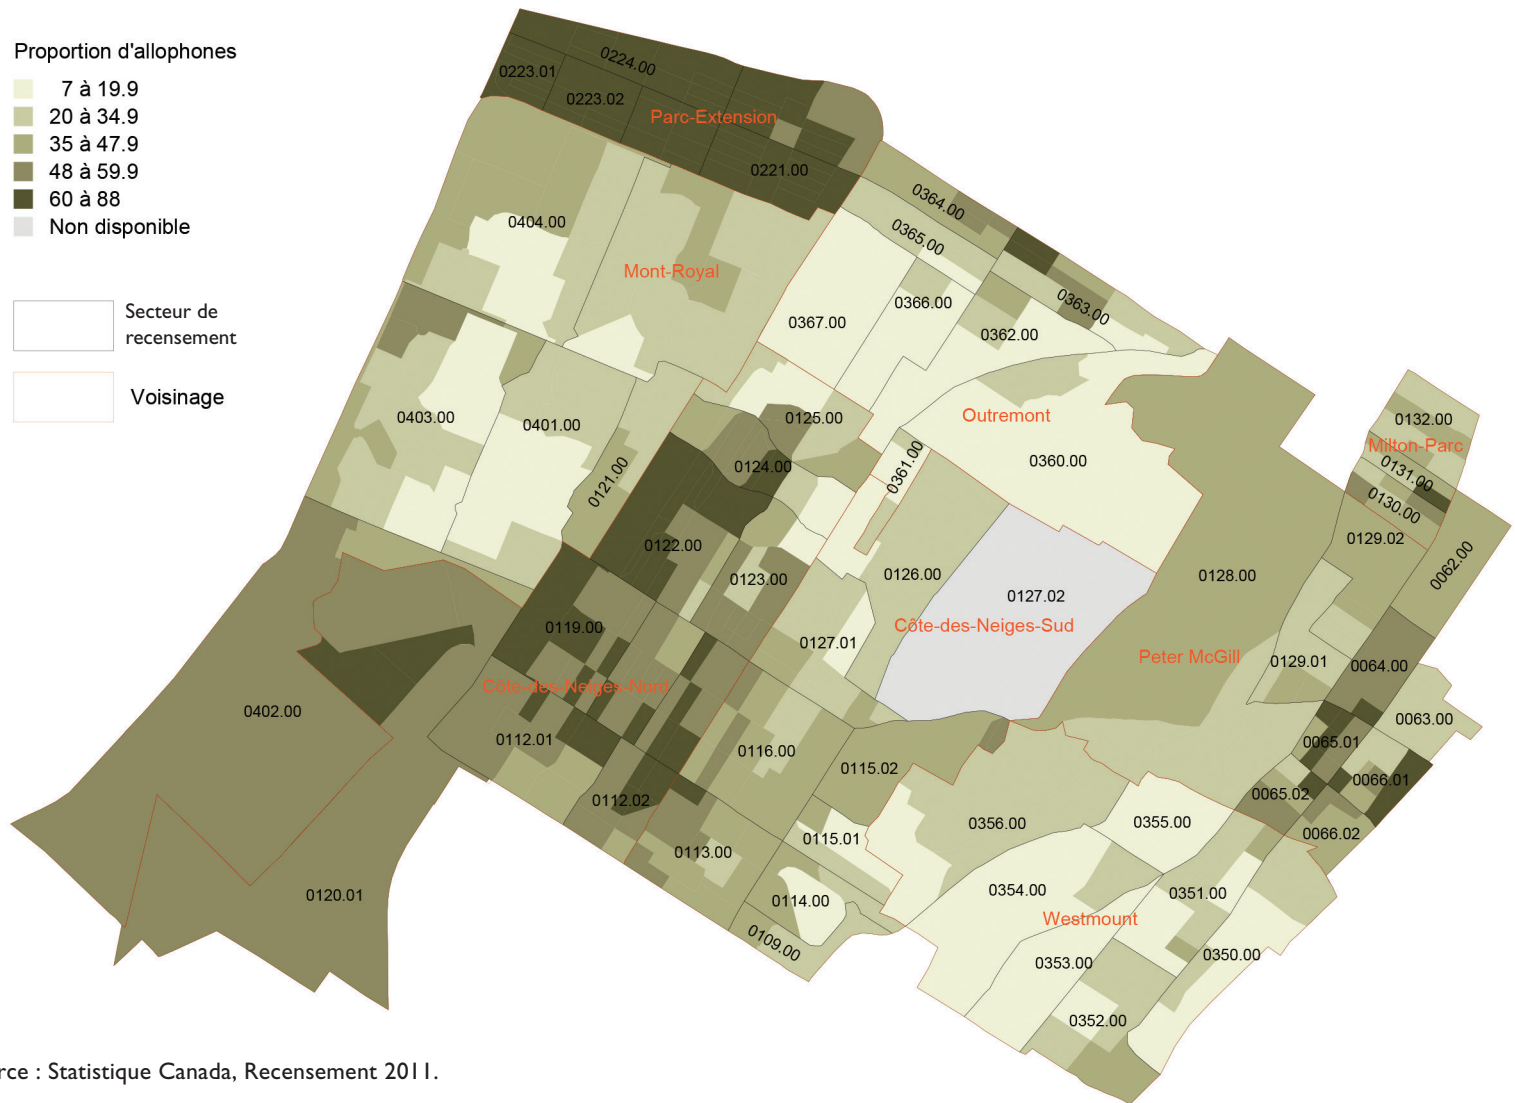 Proportion d'allophones
7 à 19.9
20 à 34.9
35 à 47.9
48 à 59.9
60 à 88
Non disponible
Secteur de
recensement
Voisinage
0224.00
0223.01
0223.02
Parc-Extension
0221.00
0364.00
0404.00
0365.00
Mont-Royal
0366.00
0363.00
0367.00
0362.00
0403.00
0401.00
0125.00
Outremont
0132.00
Milton-Parc
0124.00
0361.00
0360.00
0121.00
0131.00
0130.00
0122.00
0129.02
0062.00
0123.00
0126.00
0128.00
0127.02
0119.00
Côte-des-Neiges-Sud
0127.01
Peter McGill
0129.01
0064.00
Côte-des-Neiges-Nord
0402.00
0063.00
0112.01
0116.00
0065.01
0115.02
0066.01
0112.02
0065.02
0356.00
0355.00
0066.02
0115.01
0113.00
0120.01
0354.00
0351.00
0114.00
Westmount
0109.00
0353.00
0350.00
0352.00
rce : Statistique Canada, Recensement 2011.